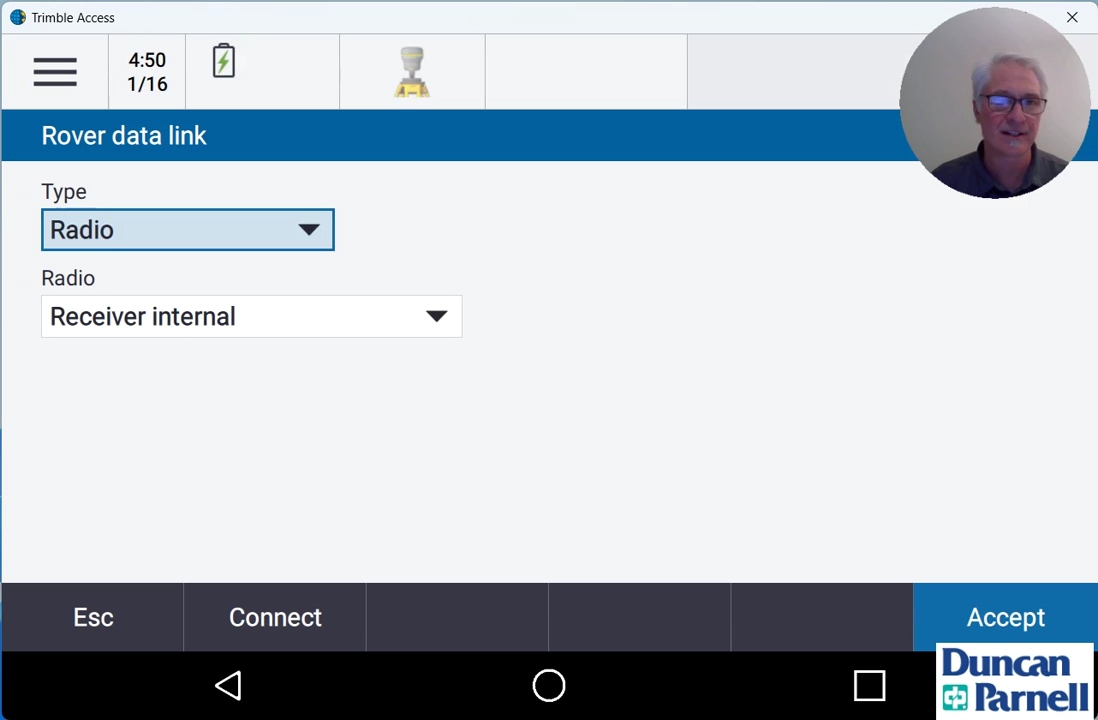 Trimble Access
4:50
1/16
Rover data link
Type
Radio
Radio
Receiver internal
Esc
Connect
Accept
Duncan
Parnell